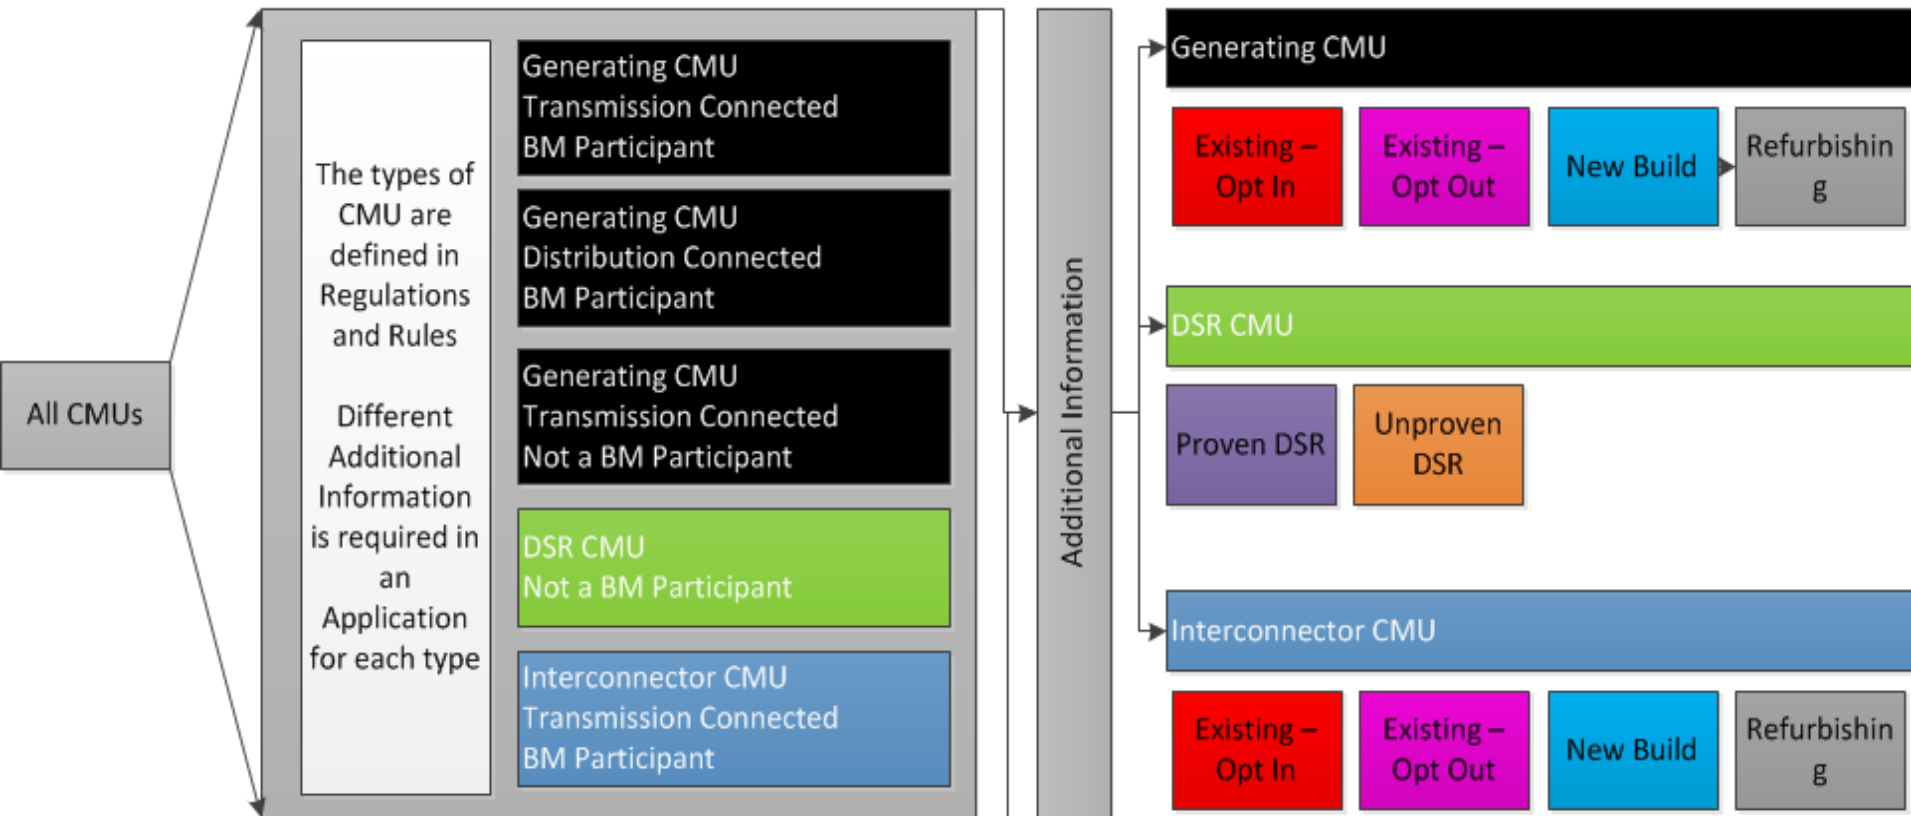 All CMUs
The types of
CMU are
defined in
Regulations
and Rules
Different
Additional
Information
is required in
an
Application
for each type
Generating CMU
Transmission Connected
BM Participant
Generating CMU
Distribution Connected
BM Participant
Generating CMU
Transmission Connected
Not a BM Participant
DSR CMU
Not a BM Participant
Interconnector CMU
Transmission Connected
BM Participant
Additional Information
Generating CMU
Existing –
Opt In
Existing –
Opt Out
New Build
Refurbishin
g
DSR CMU
Proven DSR
Unproven
DSR
Interconnector CMU
Existing –
Opt In
Existing –
Opt Out
New Build
Refurbishin
g